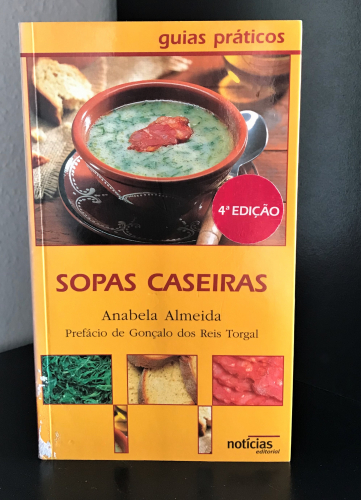 guias práticos
4ª EDIÇÃO
SOPAS CASEIRAS
Anabela Almeida
Prefácio de Gonçalo dos Reis Torgal
notícias
editorial